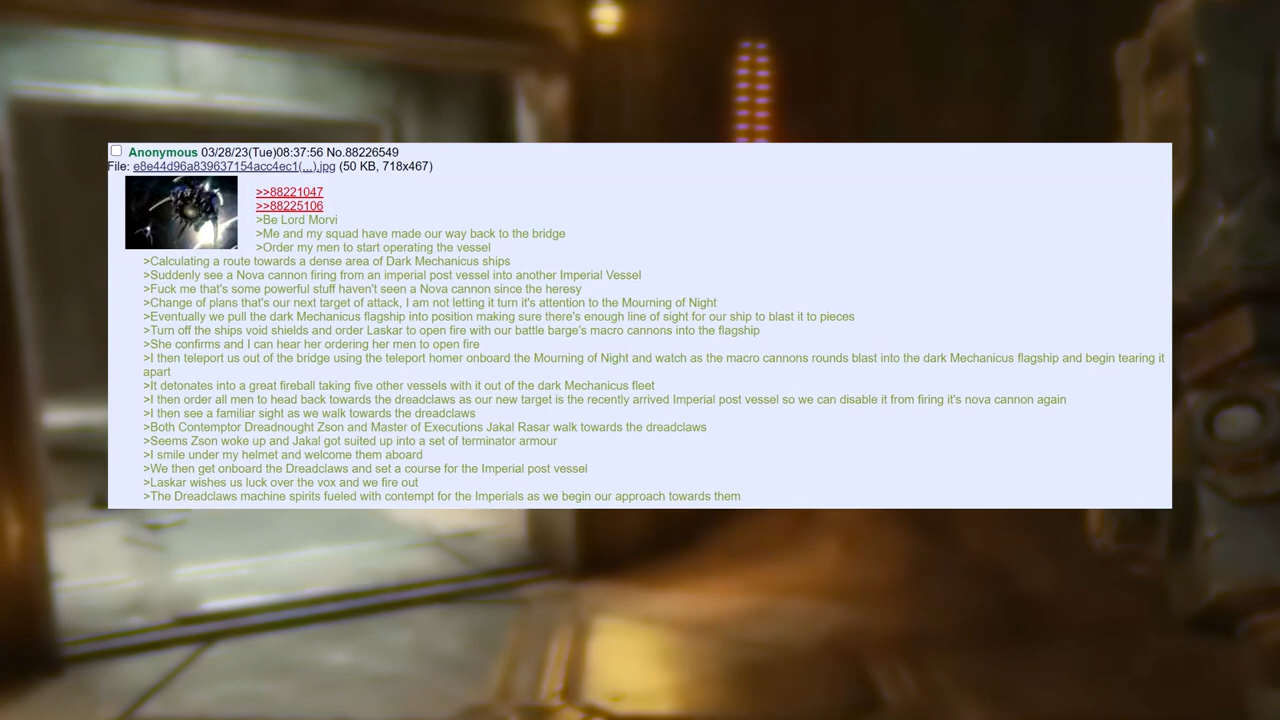 Anonymous 03/28/23(Tue)08:37:56 No.88226549
File: e8e44d96a839637154acc4ec1(...).jpg (50 KB, 718x467)
>>88221047
>>88225106
>Be Lord Morvi
>Me and my squad have made our way back to the bridge
>Order my men to start operating the vessel
>Calculating a route towards a dense area of Dark Mechanicus ships
>Suddenly see a Nova cannon firing from an imperial post vessel into another Imperial Vessel
>Fuck me that's some powerful stuff haven't seen a Nova cannon since the heresy
>Change of plans that's our next target of attack, I am not letting it turn it's attention to the Mourning of Night
>Eventually we pull the dark Mechanicus flagship into position making sure there's enough line of sight for our ship to blast it to pieces
>Turn off the ships void shields and order Laskar to open fire with our battle barge's macro cannons into the flagship
>She confirms and I can hear her ordering her men to open fire
>I then teleport us out of the bridge using the teleport homer onboard the Mourning of Night and watch as the macro cannons rounds blast into the dark Mechanicus flagship and begin tearing it
apart
>It detonates into a great fireball taking five other vessels with it out of the dark Mechanicus fleet
>I then order all men to head back towards the dreadclaws as our new target is the recently arrived Imperial post vessel so we can disable it from firing it's nova cannon again
>I then see a familiar sight as we walk towards the dreadclaws
>Both Contemptor Dreadnought Zson and Master of Executions Jakal Rasar walk towards the dreadclaws
>Seems Zson woke up and Jakal got suited up into a set of terminator armour
>I smile under my helmet and welcome them aboard
>We then get onboard the Dreadclaws and set a course for the Imperial post vessel
>Laskar wishes us luck over the vox and we fire out
>The Dreadclaws machine spirits fueled with contempt for the Imperials as we begin our approach towards them